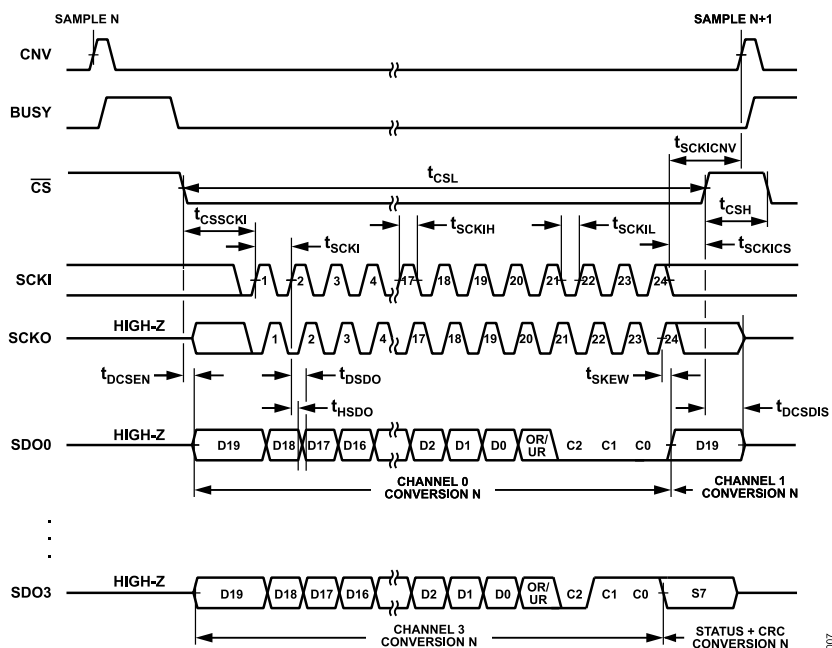 SAMPLE N
SAMPLE N+1
CNV
BUSY
tSCKICNV
CS
tCSL
tCSSCKI
tCSH
tSCKI
tSCKIH
tSCKIL
tSCKICS
SCKI
1 2 3 4 17 18 19 20 21 22 23 24
SCKO
HIGH-Z
1 2 3 4 17 18 19 20 21 22 23 24
tDCSEN
tDSDO
tSKEW
tHSDO
tDCSDIS
SDO0
HIGH-Z
D19 D18 D17 D16 D2 D1 D0 OR/UR C2 C1 C0 D19
CHANNEL 0
CONVERSION N
CHANNEL 1
CONVERSION N
SDO3
HIGH-Z
D19 D18 D17 D16 D2 D1 D0 OR/UR C2 C1 C0 S7
CHANNEL 3
CONVERSION N
STATUS + CRC
CONVERSION N
007